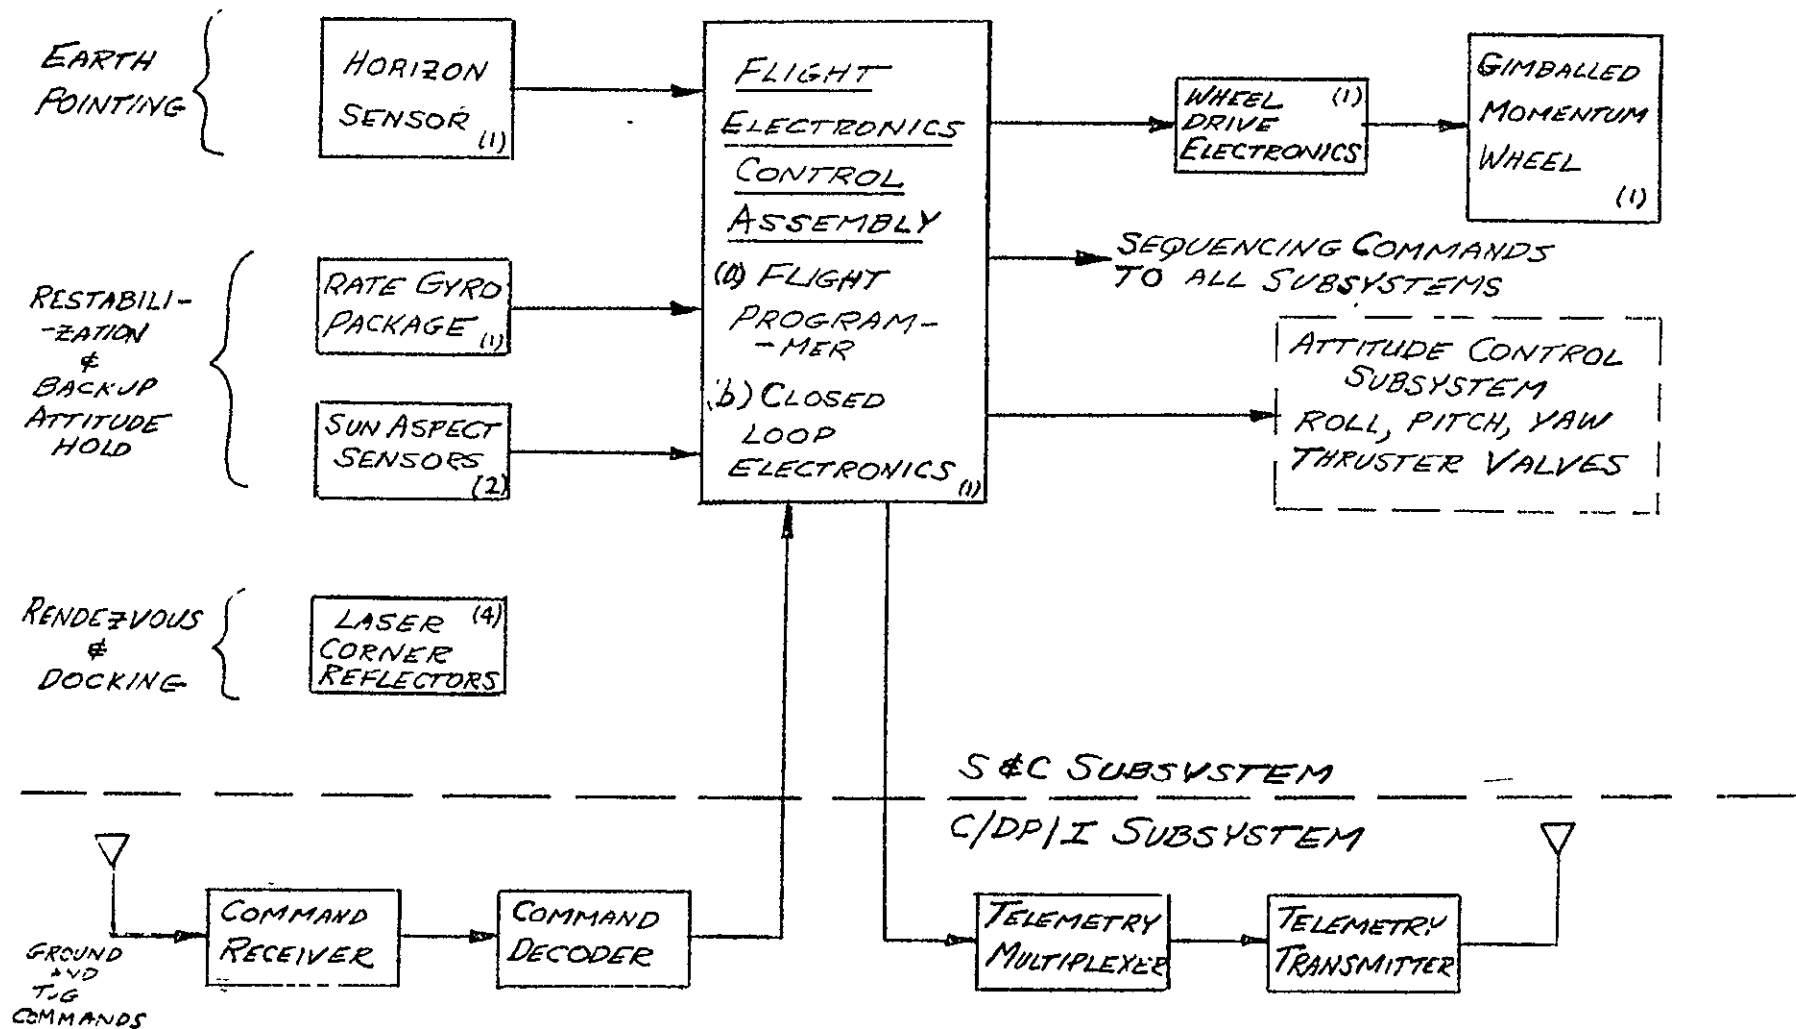 EARTH
POINTING
HORIZON
SENSOR
(1)
RESTABILI-
-ZATION
&
BACKUP
ATTITUDE
HOLD
RATE GYRO
PACKAGE
(1)
SUN ASPECT
SENSORS
(2)
RENDEZVOUS
&
DOCKING
LASER (4)
CORNER
REFLECTORS
FLIGHT
ELECTRONICS
CONTROL
ASSEMBLY
(a) FLIGHT
PROGRAM-
-MER
(b) CLOSED
LOOP
ELECTRONICS
(1)
WHEEL (1)
DRIVE
ELECTRONICS
GIMBALLED
MOMENTUM
WHEEL
(1)
SEQUENCING COMMANDS
TO ALL SUBSYSTEMS
ATTITUDE CONTROL
SUBSYSTEM
ROLL, PITCH, YAW
THRUSTER VALVES
S & C SUBSYSTEM
C/DP/I SUBSYSTEM
GROUND
AND
TUG
COMMANDS
COMMAND
RECEIVER
COMMAND
DECODER
TELEMETRY
MULTIPLEXER
TELEMETRY
TRANSMITTER